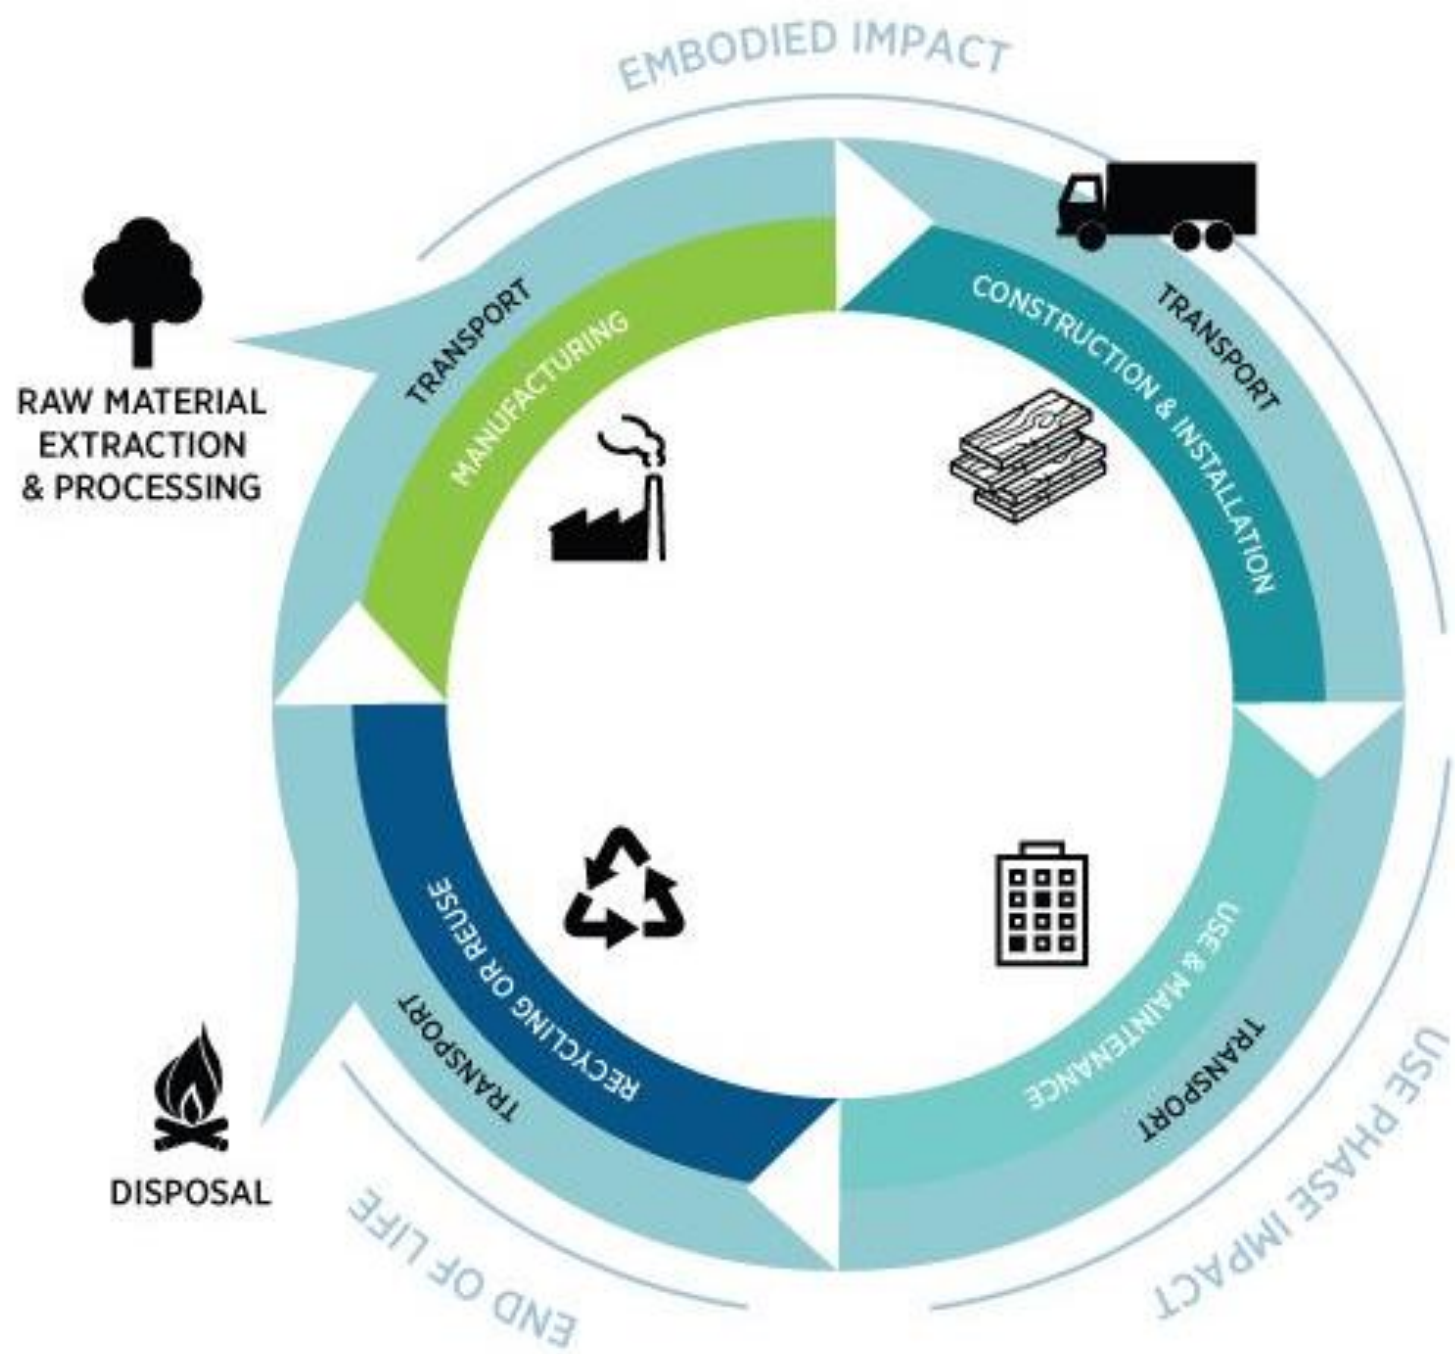 EMBODIED IMPACT
RAW MATERIAL
EXTRACTION
& PROCESSING
TRANSPORT
MANUFACTURING
CONSTRUCTION & INSTALLATION
TRANSPORT
USE & MAINTENANCE
TRANSPORT
USE PHASE IMPACT
RECYCLING OR REUSE
TRANSPORT
END OF LIFE
DISPOSAL